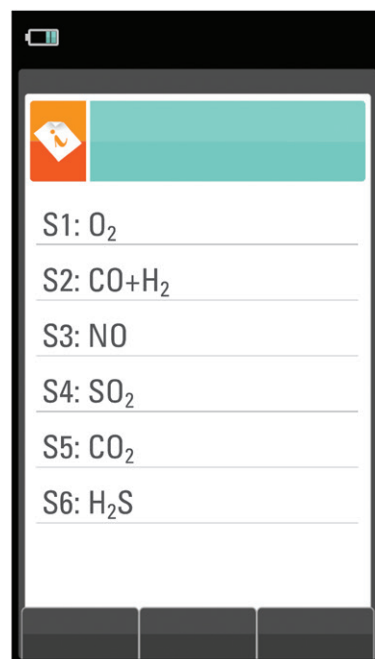 S1: O₂
S2: CO+H₂
S3: NO
S4: SO₂
S5: CO₂
S6: H₂S